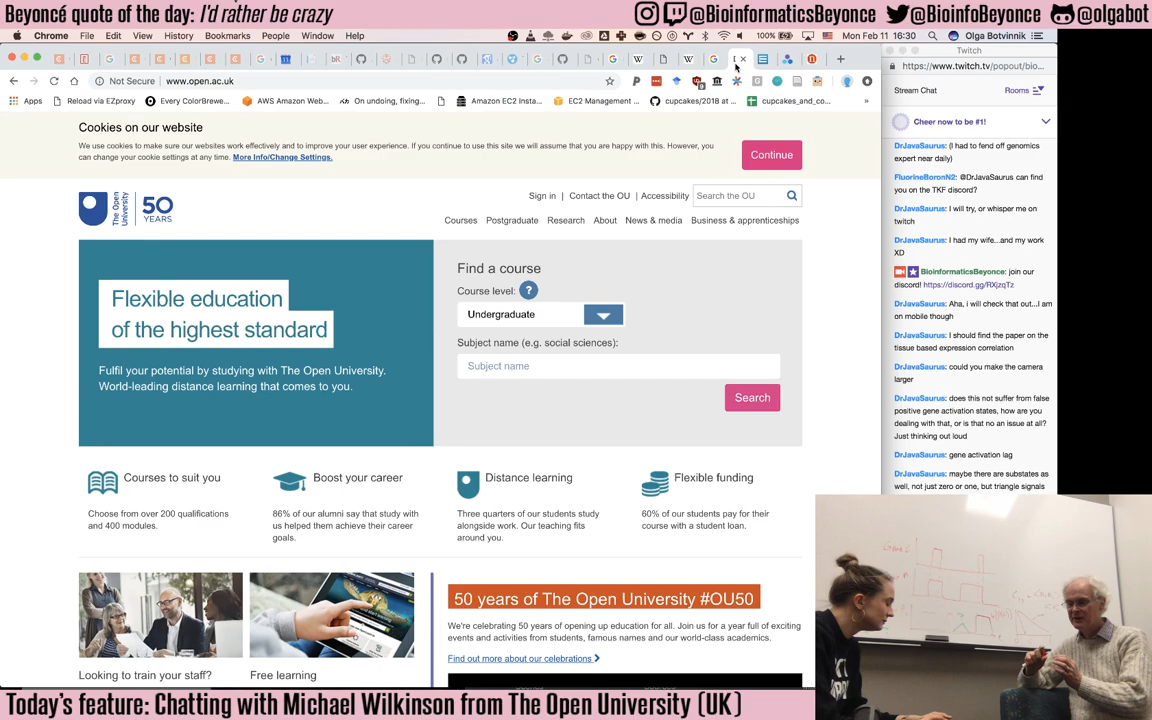 Beyoncé quote of the day: I'd rather be crazy
@BioinformaticsBeyonce @BioinfoBeyonce @olgabot
Chrome File Edit View History Bookmarks People Window Help
100% Mon Feb 11 16:30 Olga Botvinnik
Twitch
Not Secure www.open.ac.uk
https://www.twitch.tv/popout/bio...
Apps Reload via EZproxy Every ColorBrewe... AWS Amazon Web... On undoing, fixing... Amazon EC2 Insta... EC2 Management ... cupcakes/2018 at ... cupcakes_and_co... »
Stream Chat Rooms
Cheer now to be #1!
Cookies on our website
We use cookies to make sure our websites work effectively and to improve your user experience. If you continue to use this site we will assume that you are happy with this. However, you
can change your cookie settings at any time. More Info/Change Settings.
Continue
The Open
University
50
YEARS
Sign in | Contact the OU | Accessibility Search the OU
Courses Postgraduate Research About News & media Business & apprenticeships
Flexible education
of the highest standard
Fulfil your potential by studying with The Open University.
World-leading distance learning that comes to you.
Find a course
Course level: ?
Undergraduate
Subject name (e.g. social sciences):
Subject name
Search
Courses to suit you
Choose from over 200 qualifications
and 400 modules.
Boost your career
86% of our alumni say that study with
us helped them achieve their career
goals.
Distance learning
Three quarters of our students study
alongside work. Our teaching fits
around you.
Flexible funding
60% of our students pay for their
course with a student loan.
Looking to train your staff?
Free learning
50 years of The Open University #OU50
We're celebrating 50 years of opening up education for all. Join us for a year full of exciting
events and activities from students, famous names and our world-class academics.
Find out more about our celebrations
DrJavaSaurus: (I had to fend off genomics
expert near daily)
FluorineBoronN2: @DrJavaSaurus can find
you on the TKF discord?
DrJavaSaurus: I will try, or whisper me on
twitch
DrJavaSaurus: I had my wife...and my work
XD
BioinformaticsBeyonce: join our
discord! https://discord.gg/RXjzqTz
DrJavaSaurus: Aha, i will check that out...I am
on mobile though
DrJavaSaurus: I should find the paper on the
tissue based expression correlation
DrJavaSaurus: could you make the camera
larger
DrJavaSaurus: does this not suffer from false
positive gene activation states, how are you
dealing with that, or is that no an issue at all?
Just thinking out loud
DrJavaSaurus: gene activation lag
DrJavaSaurus: maybe there are substates as
well, not just zero or one, but triangle signals
Today's feature: Chatting with Michael Wilkinson from The Open University (UK)